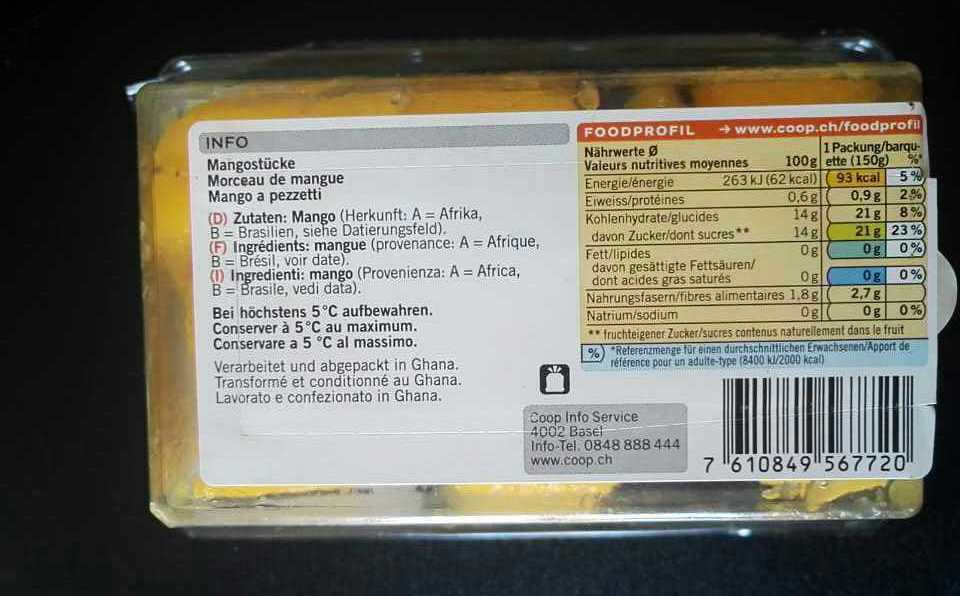 INFO
Mangostücke
Morceau de mangue
Mango a pezzetti
(D) Zutaten: Mango (Herkunft: A = Afrika,
B = Brasilien, siehe Datierungsfeld).
(F) Ingrédients: mangue (provenance: A = Afrique,
B = Brésil, voir date).
(I) Ingredienti: mango (Provenienza: A = Africa,
B = Brasile, vedi data).
Bei höchstens 5°C aufbewahren.
Conserver à 5°C au maximum.
Conservare a 5 °C al massimo.
Verarbeitet und abgepackt in Ghana.
Transformé et conditionné au Ghana.
Lavorato e confezionato in Ghana.
FOODPROFIL → www.coop.ch/foodprofil
Nährwerte Ø 1 Packung/barqu-
Valeurs nutritives moyennes 100g ette (150g) %*
Energie/énergie 263 kJ (62 kcal) 93 kcal 5%
Eiweiss/protéines 0,6g 0,9g 2%
Kohlenhydrate/glucides 14g 21g 8%
davon Zucker/dont sucres** 14g 21g 23%
Fett/lipides 0g 0g 0%
davon gesättigte Fettsäuren/
dont acides gras saturés 0g 0g 0%
Nahrungsfasern/fibres alimentaires 1,8g 2,7g
Natrium/sodium 0g 0g 0%
** fruchteigener Zucker/sucres contenus naturellement dans le fruit
% *Referenzmenge für einen durchschnittlichen Erwachsenen/Apport de
référence pour un adulte-type (8400 kJ/2000 kcal)
Coop Info Service
4002 Basel
Info-Tel. 0848 888 444
www.coop.ch
7 610849 567720